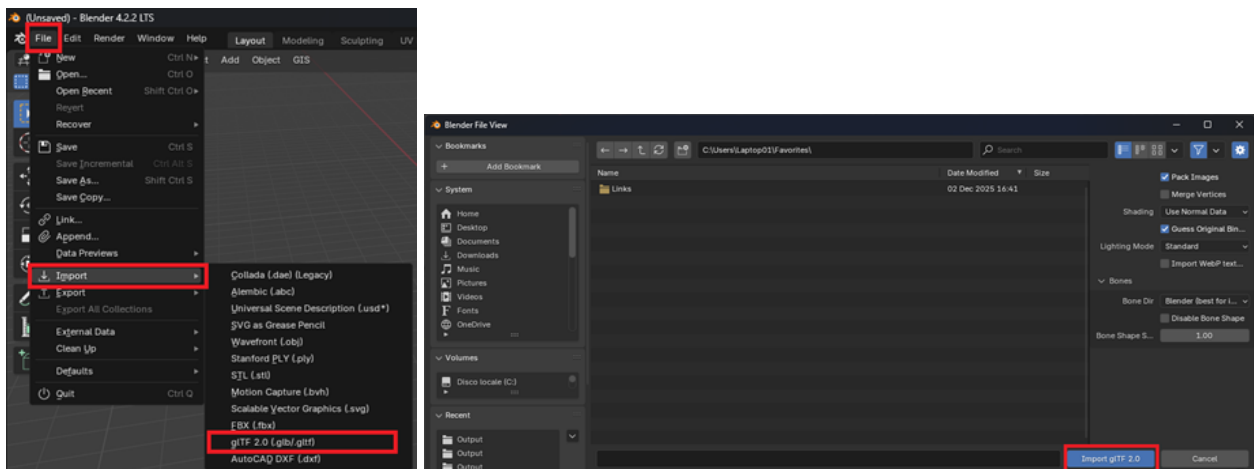 (Unsaved) - Blender 4.2.2 LTS
File Edit Render Window Help Layout Modeling Sculpting UV
New Ctrl N
Add Object GIS
Open... Ctrl O
Open Recent Shift Ctrl O
Revert
Recover
Save Ctrl S
Save Incremental Ctrl Alt S
Save As... Shift Ctrl S
Save Copy...
Link...
Append...
Data Previews
Import
Export
Export All Collections
External Data
Clean Up
Defaults
Quit Ctrl Q
Collada (.dae) (Legacy)
Alembic (.abc)
Universal Scene Description (.usd*)
SVG as Grease Pencil
Wavefront (.obj)
Stanford PLY (.ply)
STL (.stl)
Motion Capture (.bvh)
Scalable Vector Graphics (.svg)
FBX (.fbx)
glTF 2.0 (.glb/.gltf)
AutoCAD DXF (.dxf)
Blender File View
Bookmarks
Add Bookmark
System
Home
Desktop
Documents
Downloads
Music
Pictures
Videos
Fonts
OneDrive
Volumes
Disco locale (C:)
Recent
Output
Output
Output
C:\Users\Laptop01\Favorites\
Search
Name Date Modified Size
Links 02 Dec 2025 16:41
Pack Images
Merge Vertices
Shading Use Normal Data
Guess Original Bin...
Lighting Mode Standard
Import WebP text...
Bones
Bone Dir Blender (best for i...
Disable Bone Shape
Bone Shape S... 1.00
Import glTF 2.0 Cancel